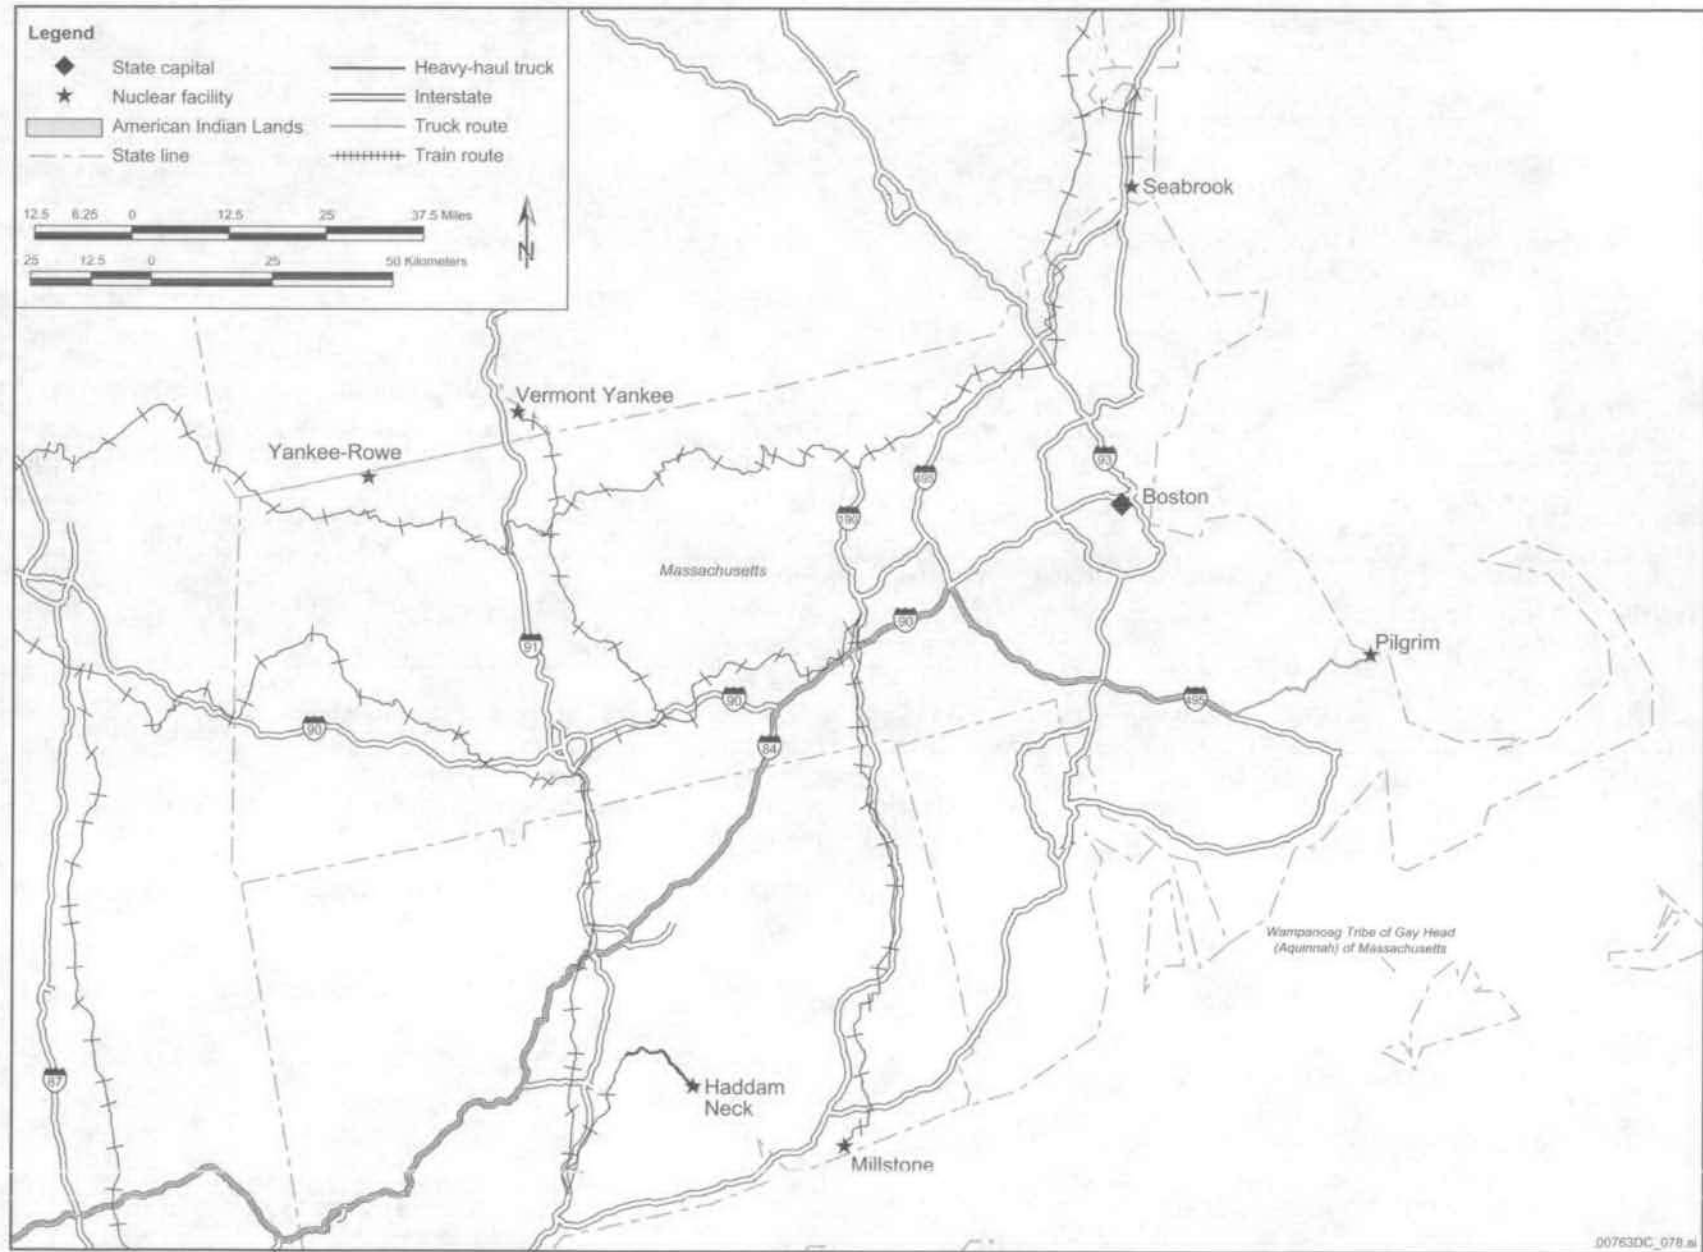 Legend
State capital
Nuclear facility
American Indian Lands
State line
Heavy-haul truck
Interstate
Truck route
Train route
12.5 6.25 0 12.5 25 37.5 Miles
25 12.5 0 25 50 Kilometers
N
Seabrook
Vermont Yankee
Yankee-Rowe
93
495
Boston
190
Massachusetts
90
91
Pilgrim
495
90
90
84
Wampanoag Tribe of Gay Head
(Aquinnah) of Massachusetts
87
Haddam
Neck
Millstone
00763DC_078.ai